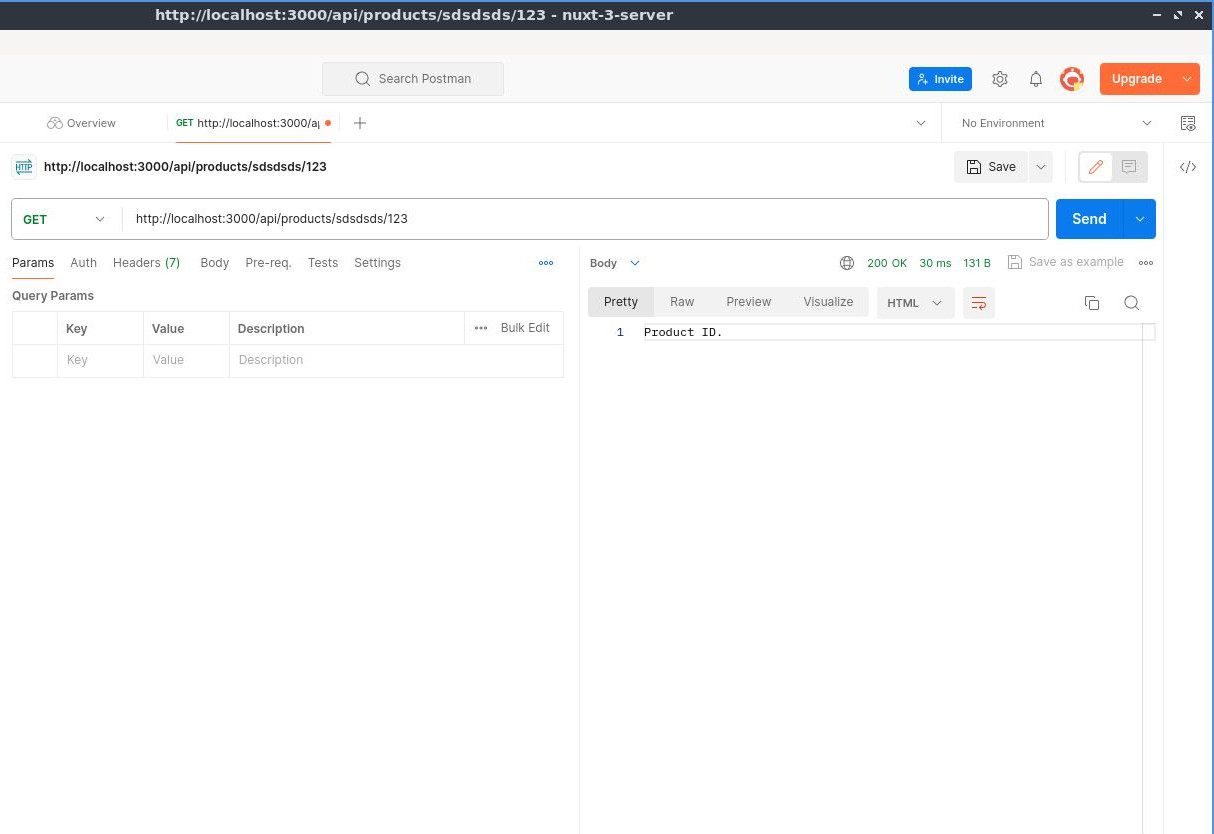 http://localhost:3000/api/products/sdsdsds/123 - nuxt-3-server
Search Postman
Invite
Upgrade
Overview
GET http://localhost:3000/a
No Environment
HTTP http://localhost:3000/api/products/sdsdsds/123
Save
GET
http://localhost:3000/api/products/sdsdsds/123
Send
Params Auth Headers (7) Body Pre-req. Tests Settings
Body
200 OK 30 ms 131 B Save as example
Query Params
Pretty Raw Preview Visualize HTML
Key Value Description Bulk Edit
Key Value Description
1 Product ID.